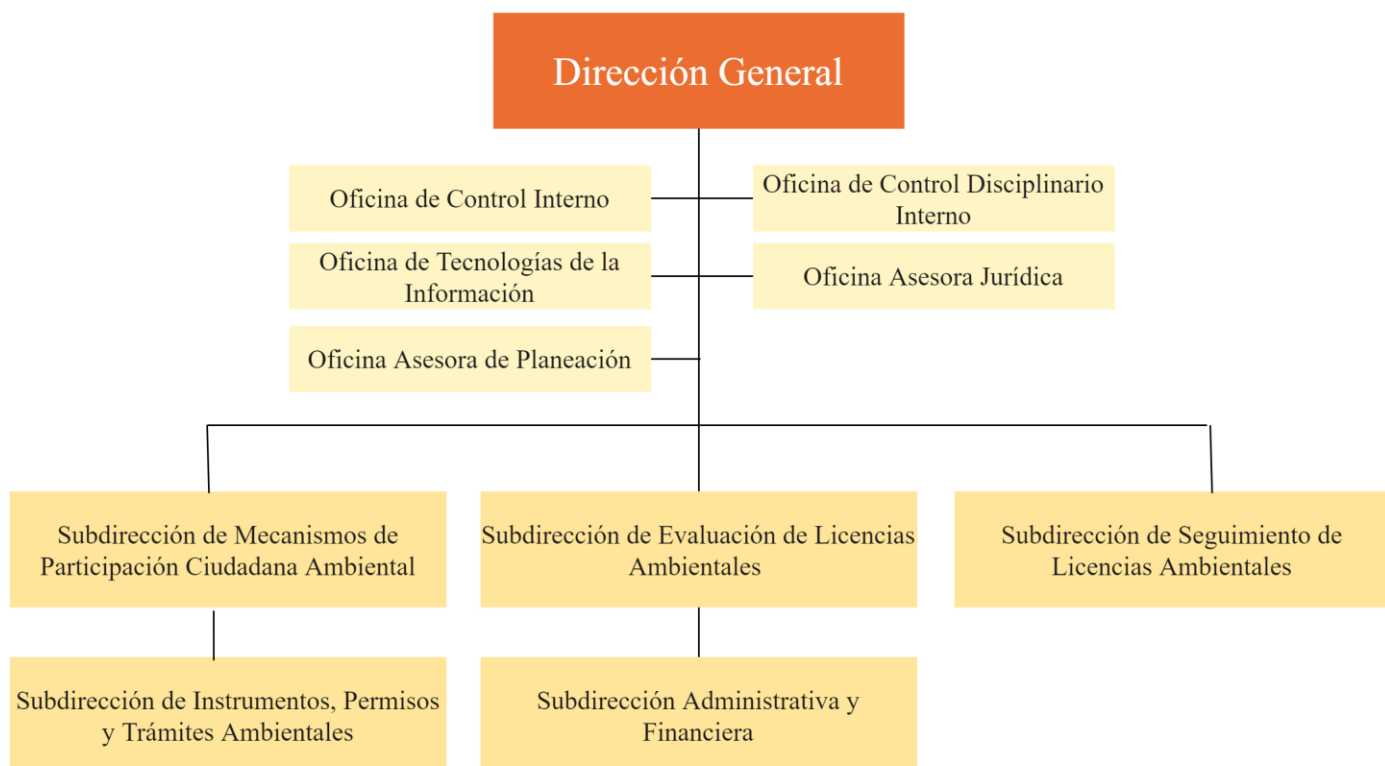 Dirección General
Oficina de Control Interno
Oficina de Control Disciplinario
Interno
Oficina de Tecnologías de la
Información
Oficina Asesora Jurídica
Oficina Asesora de Planeación
Subdirección de Mecanismos de
Participación Ciudadana Ambiental
Subdirección de Evaluación de Licencias
Ambientales
Subdirección de Seguimiento de
Licencias Ambientales
Subdirección de Instrumentos, Permisos
y Trámites Ambientales
Subdirección Administrativa y
Financiera